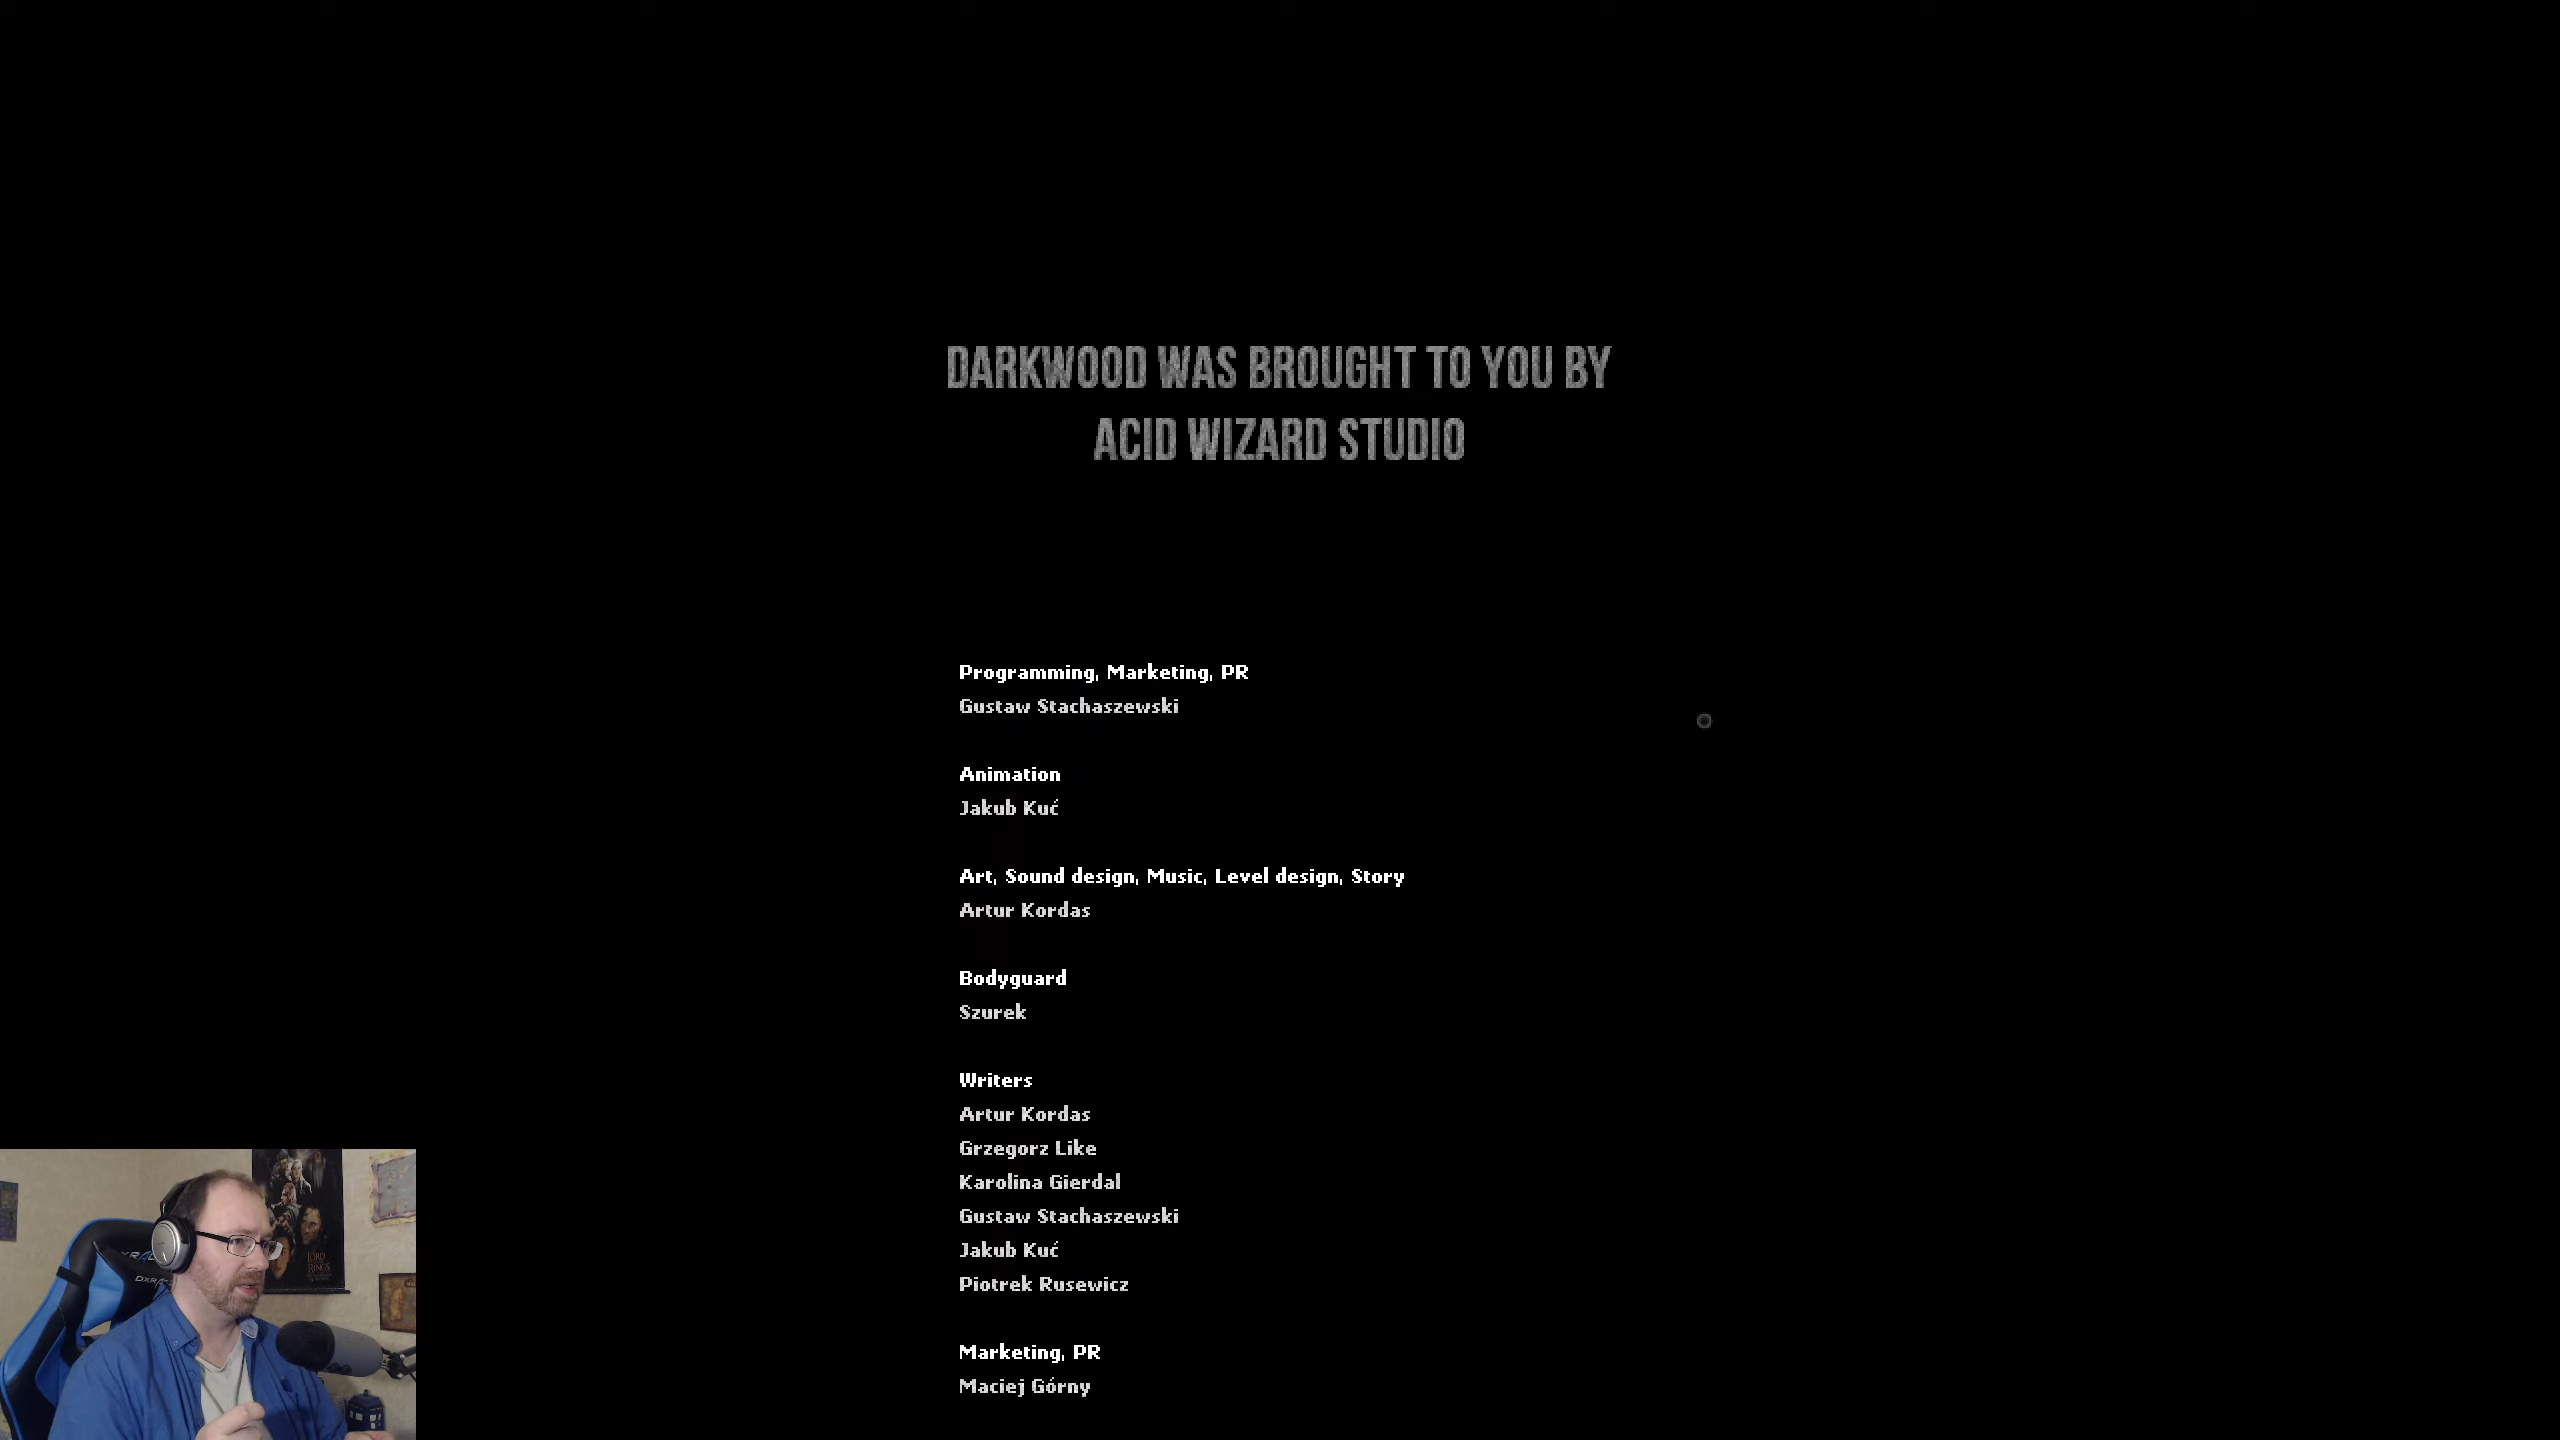 DARKWOOD WAS BROUGHT TO YOU BY
ACID WIZARD STUDIO
Programming, Marketing, PR
Gustaw Stachaszewski
Animation
Jakub Kuć
Art, Sound design, Music, Level design, Story
Artur Kordas
Bodyguard
Szurek
Writers
Artur Kordas
Grzegorz Like
Karolina Gierdal
Gustaw Stachaszewski
Jakub Kuć
Piotrek Rusewicz
Marketing, PR
Maciej Górny
LORD
RINGS